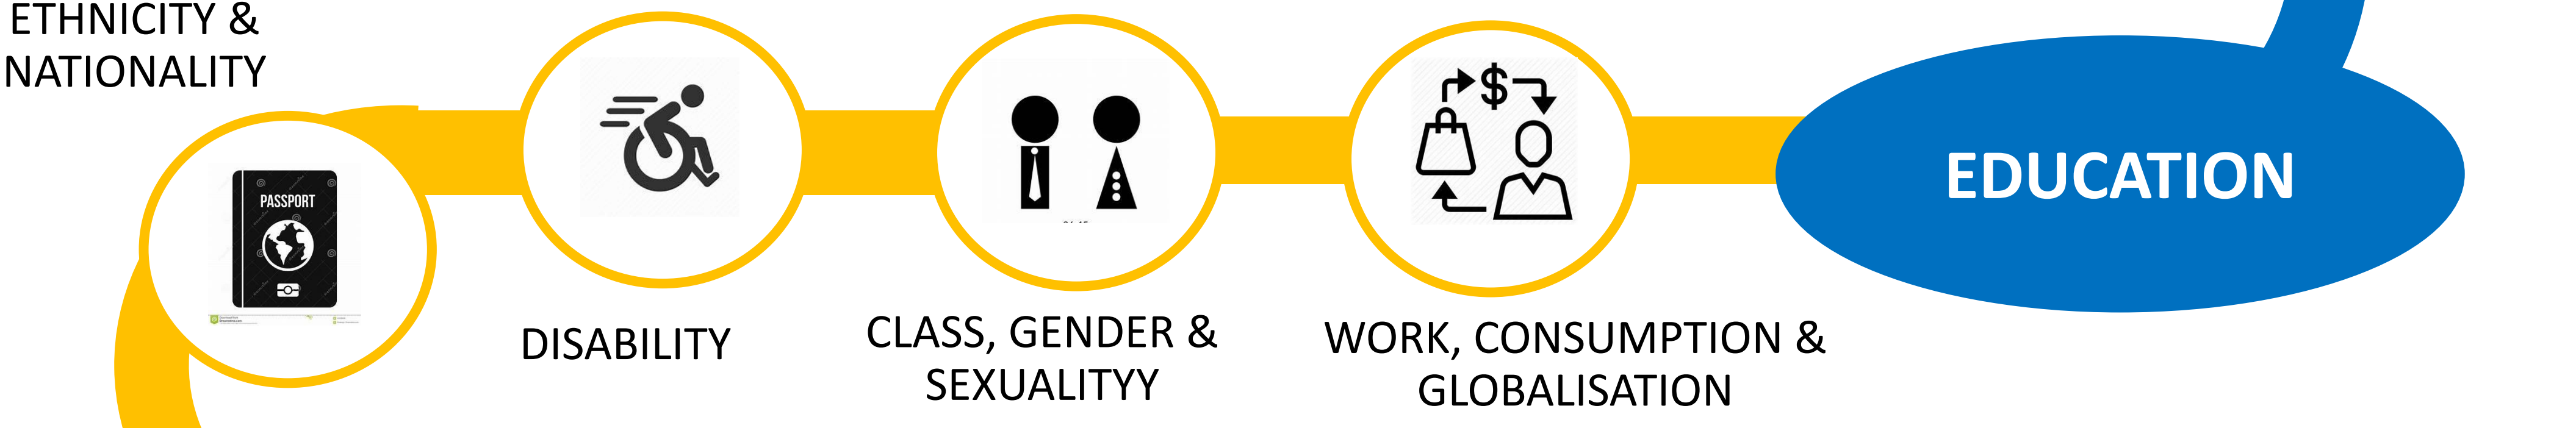 ETHNICITY &
NATIONALITY
PASSPORT
DISABILITY
CLASS, GENDER &
SEXUALITYY
WORK, CONSUMPTION &
GLOBALISATION
$
EDUCATION